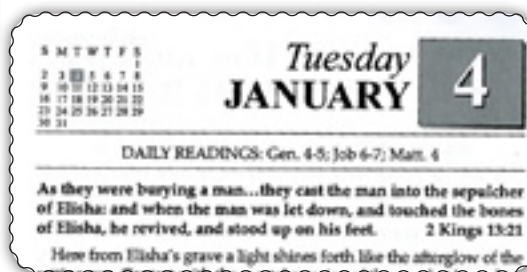 S M T W T F S
1
2 3 4 5 6 7 8
9 10 11 12 13 14 15
16 17 18 19 20 21 22
23 24 25 26 27 28 29
30 31
Tuesday
JANUARY
4
DAILY READINGS: Gen. 4-5; Job 6-7; Matt. 4
As they were burying a man...they cast the man into the sepulcher
of Elisha: and when the man was let down, and touched the bones
of Elisha, he revived, and stood up on his feet. 2 Kings 13:21
Here from Elisha's grave a light shines forth like the afterglow of the